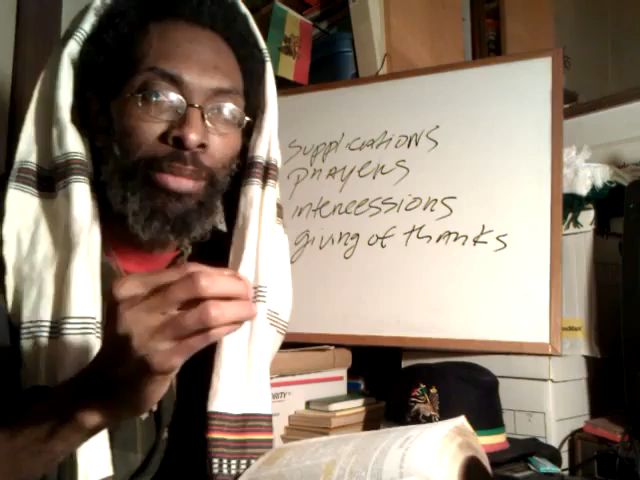 Supplications
prayers
intercessions
giving of thanks